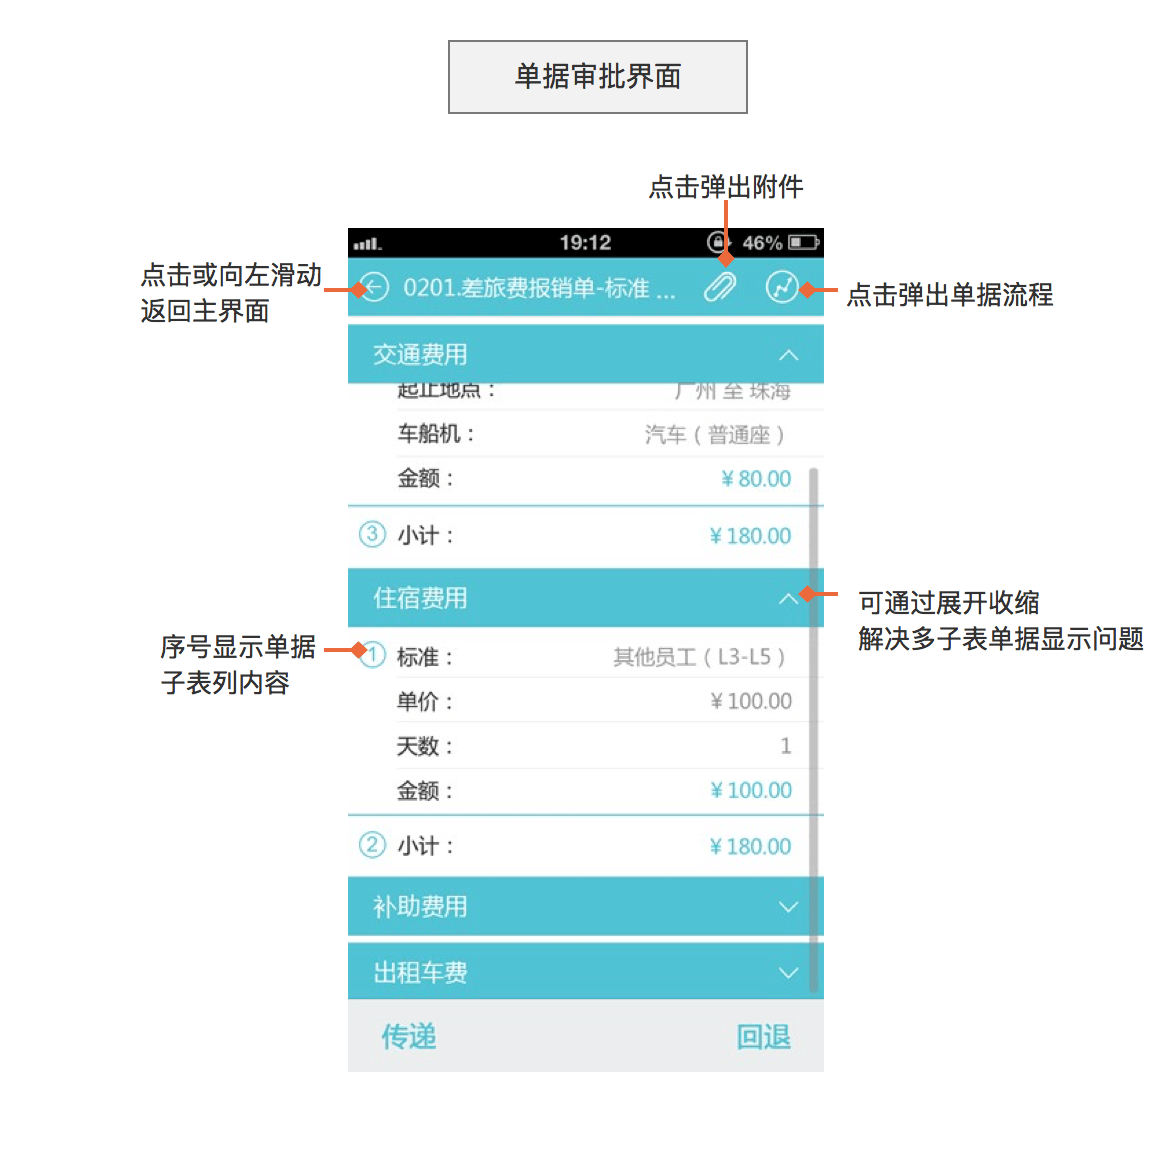 单据审批界面
点击弹出附件
19:12
46%
点击或向左滑动
返回主界面
0201.差旅费报销单-标准 ...
点击弹出单据流程
交通费用
起止地点：
广州 至 珠海
车船机：
汽车（普通座）
金额：
¥ 80.00
3 小计：
¥ 180.00
住宿费用
可通过展开收缩
解决多子表单据显示问题
序号显示单据
子表列内容
1 标准：
其他员工（L3-L5）
单价：
¥ 100.00
天数：
1
金额：
¥ 100.00
2 小计：
¥ 180.00
补助费用
出租车费
传递
回退